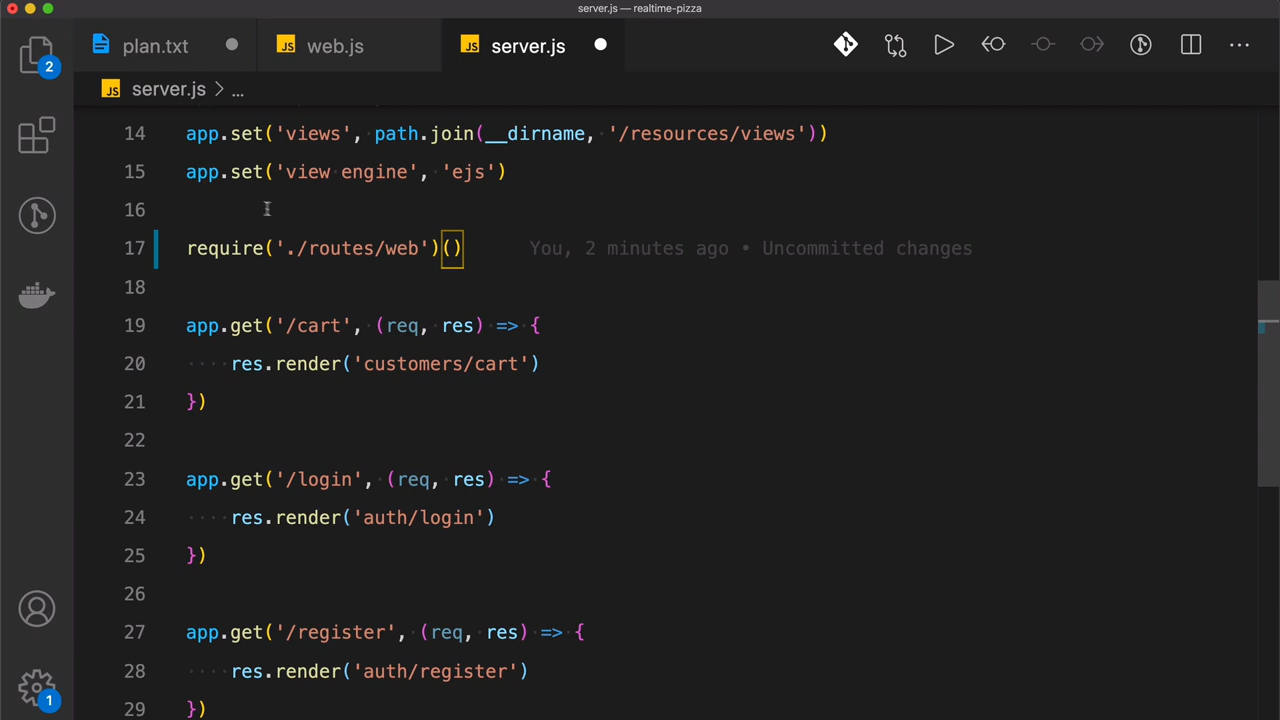 server.js — realtime-pizza
plan.txt
JS web.js
JS server.js
2
JS server.js > ...
14 app.set('views', path.join(__dirname, '/resources/views'))
15 app.set('view engine', 'ejs')
16
17 require('./routes/web')() You, 2 minutes ago • Uncommitted changes
18
19 app.get('/cart', (req, res) => {
20 res.render('customers/cart')
21 })
22
23 app.get('/login', (req, res) => {
24 res.render('auth/login')
25 })
26
27 app.get('/register', (req, res) => {
28 res.render('auth/register')
29 })
1